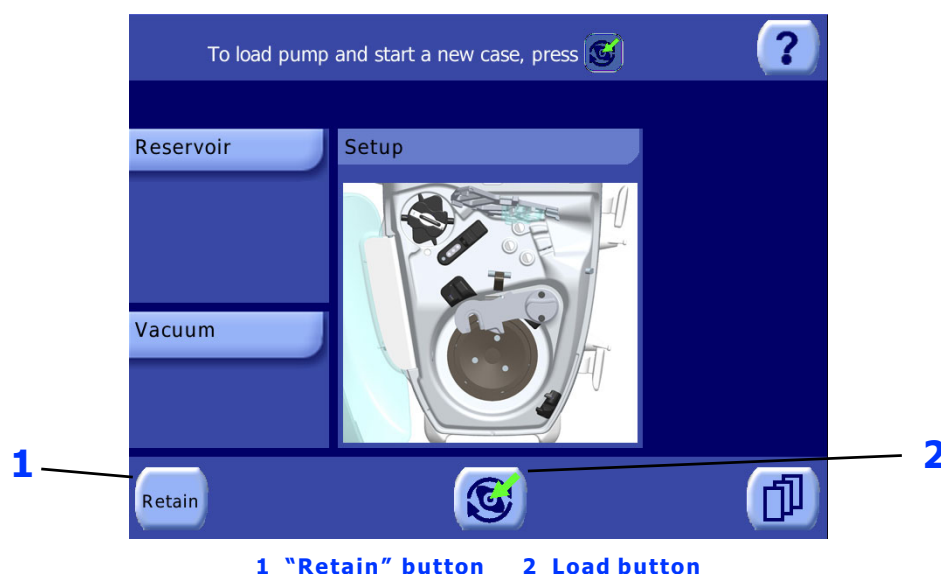 To load pump and start a new case, press
?
Reservoir
Setup
Vacuum
1
2
Retain
1 “Retain” button 2 Load button